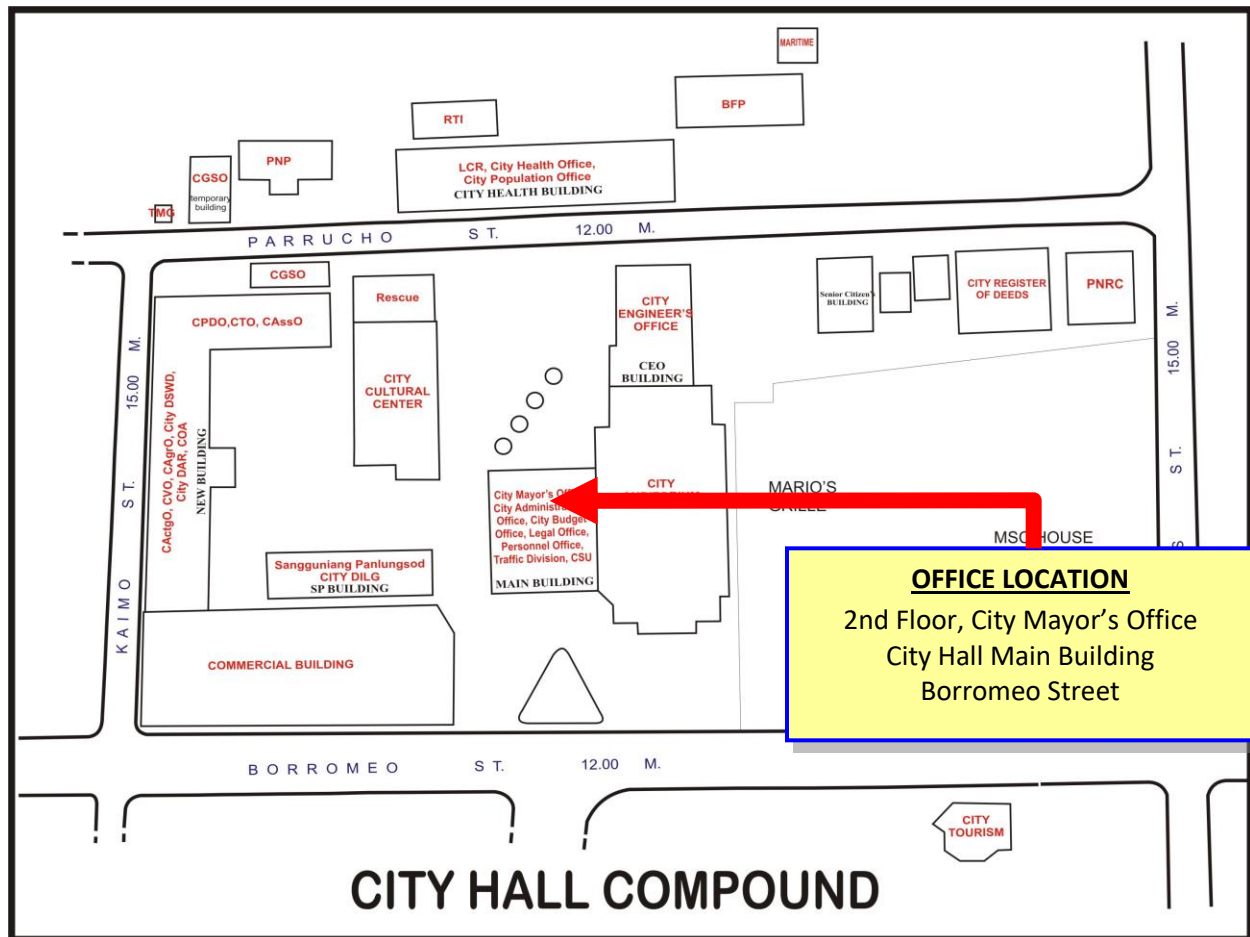 MARITIME
BFP
RTI
PNP
LCR, City Health Office,
City Population Office
CITY HEALTH BUILDING
CGSO
temporary
building
TMG
PARRUCHO ST. 12.00 M.
CGSO
CPDO,CTO, CAssO
Rescue
CITY
ENGINEER'S
OFFICE
CEO
BUILDING
Senior Citizen's
BUILDING
CITY REGISTER
OF DEEDS
PNRC
KAIMO ST. 15.00 M.
CActgO, CVO, CAgrO, City DSWD,
City DAR, COA
NEW BUILDING
CITY
CULTURAL
CENTER
15.00 M.
ST.
S
City Mayor's
City
Office, City Budget
Office, Legal Office,
Personnel Office,
Traffic Division, CSU
MAIN BUILDING
CITY
MARIO'S
HOUSE
Sangguniang Panlungsod
CITY DILG
SP BUILDING
COMMERCIAL BUILDING
OFFICE LOCATION
2nd Floor, City Mayor’s Office
City Hall Main Building
Borromeo Street
BORROMEO ST. 12.00 M.
CITY
TOURISM
CITY HALL COMPOUND